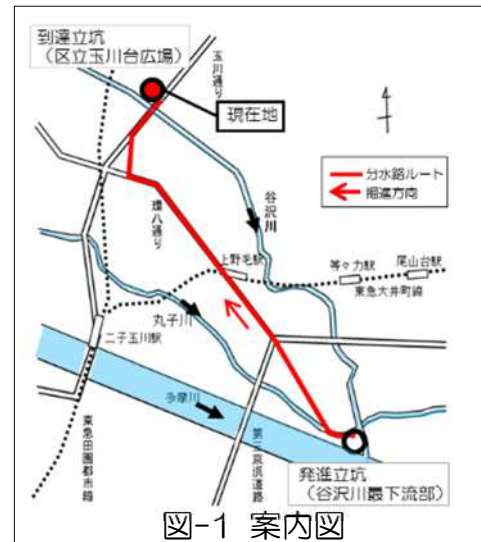 到達立坑
（区立玉川台広場）
玉川通り
現在地
4
分水路ルート
掘進方向
谷沢川
環八通り
上野毛駅
等々力駅
尾山台駅
東急大井町線
丸子川
二子玉川駅
多摩川
東急田園都市線
第三京浜道路
発進立坑
（谷沢川最下流部）
図-1 案内図